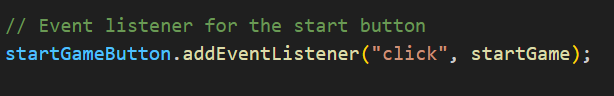 // Event listener for the start button
startGameButton.addEventListener("click", startGame);